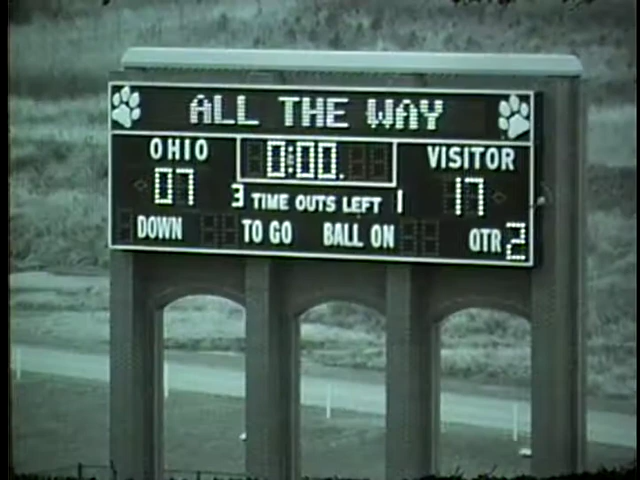 ALL THE WAY
OHIO 0:00. VISITOR
07 3 TIME OUTS LEFT 1 17
DOWN TO GO BALL ON QTR 2